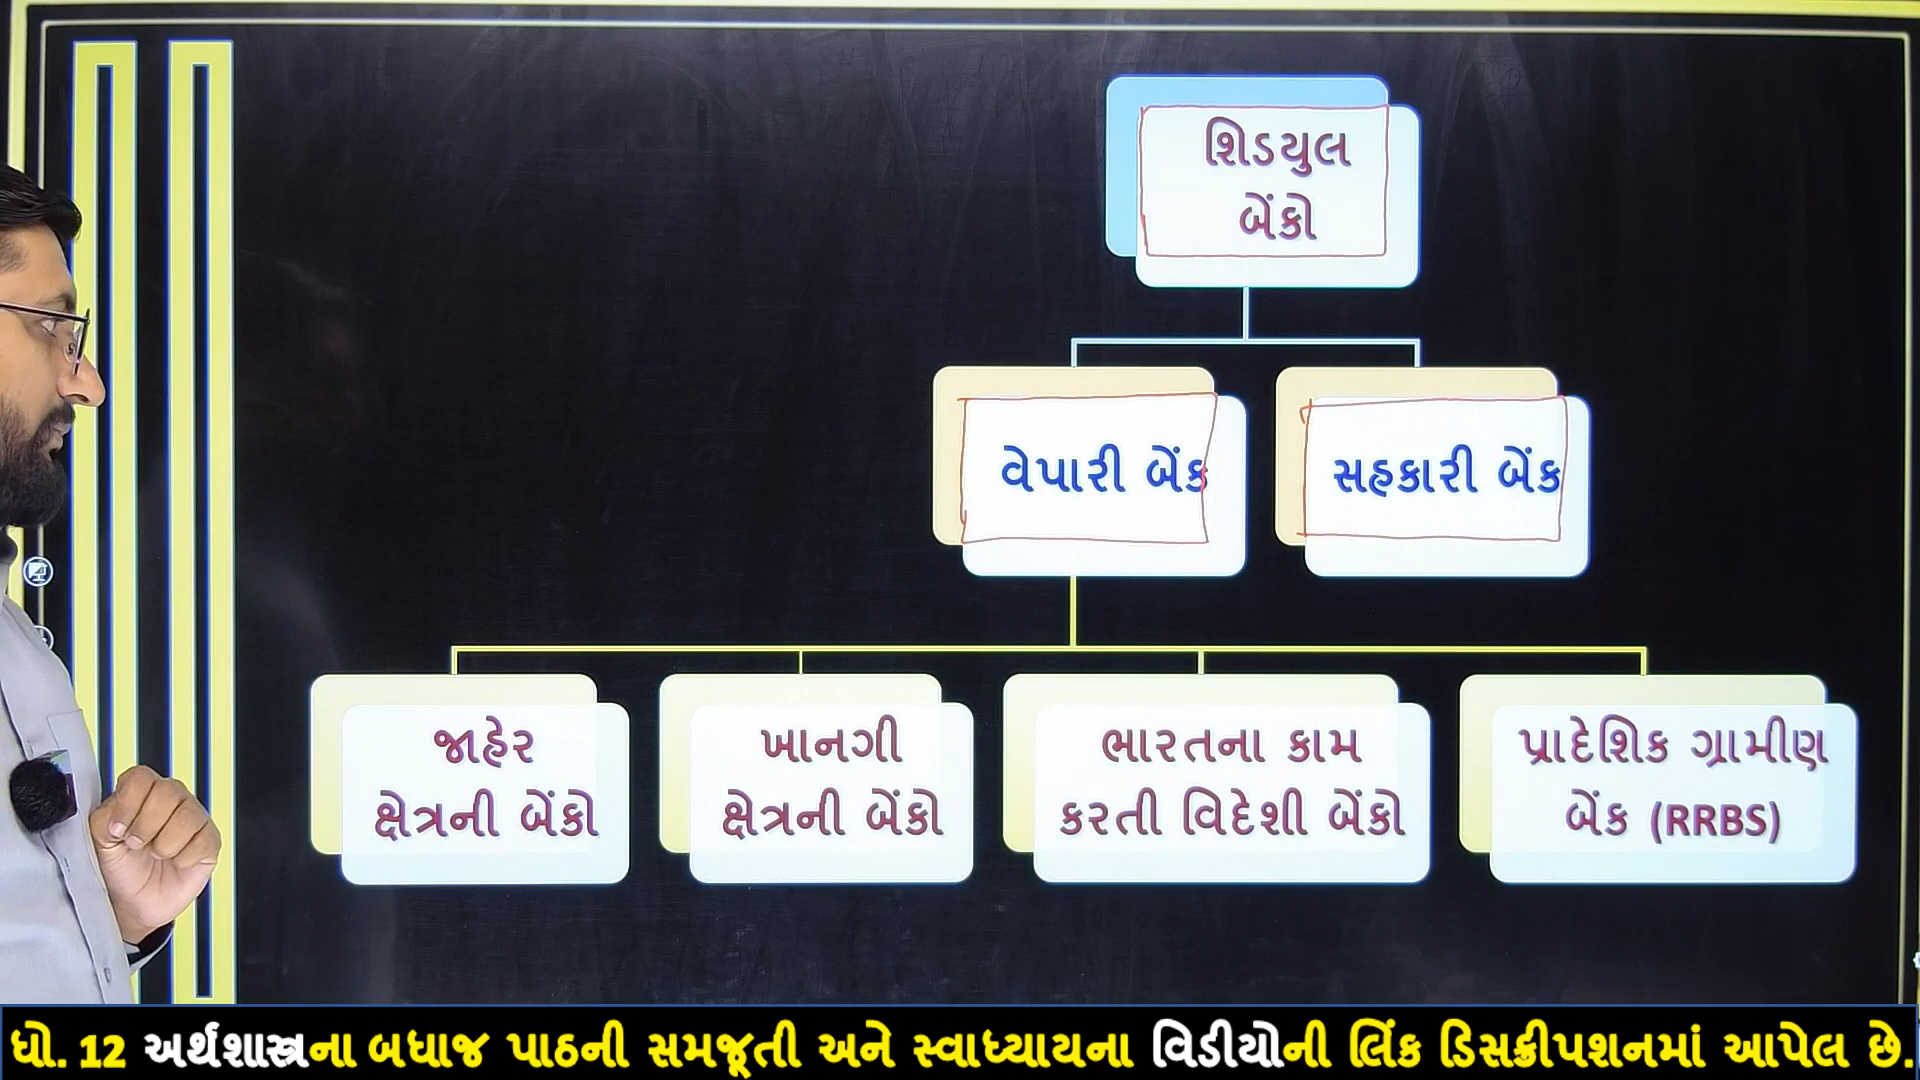 શિડયુલ
બેંકો
વેપારી બેંક
સહકારી બેંક
જાહેર
ક્ષેત્રની બેંકો
ખાનગી
ક્ષેત્રની બેંકો
ભારતના કામ
કરતી વિદેશી બેંકો
પ્રાદેશિક ગ્રામીણ
બેંક (RRBS)
ધો. 12 અર્થશાસ્ત્રના બધાજ પાઠની સમજૂતી અને સ્વાધ્યાયના વિડીયોની લિંક ડિસક્રીપશનમાં આપેલ છે.